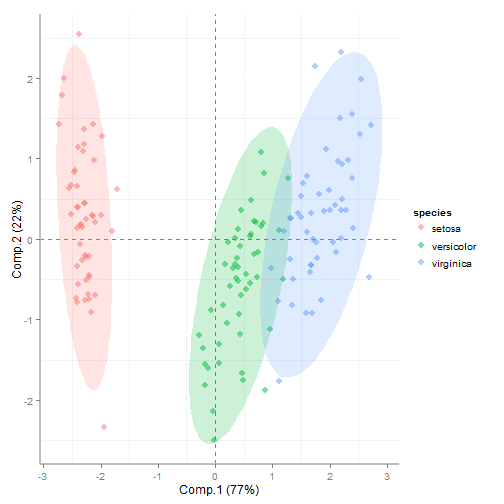 2
1
0
-1
-2
Comp.2 (22%)
-3
-2
-1
0
1
2
3
Comp.1 (77%)
species
setosa
versicolor
virginica